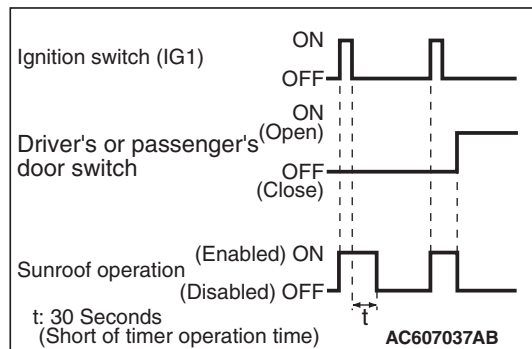 ON
Ignition switch (IG1)
OFF
ON
(Open)
Driver's or passenger's
door switch
OFF
(Close)
(Enabled) ON
Sunroof operation
(Disabled) OFF
t
t: 30 Seconds
(Short of timer operation time)
AC607037AB